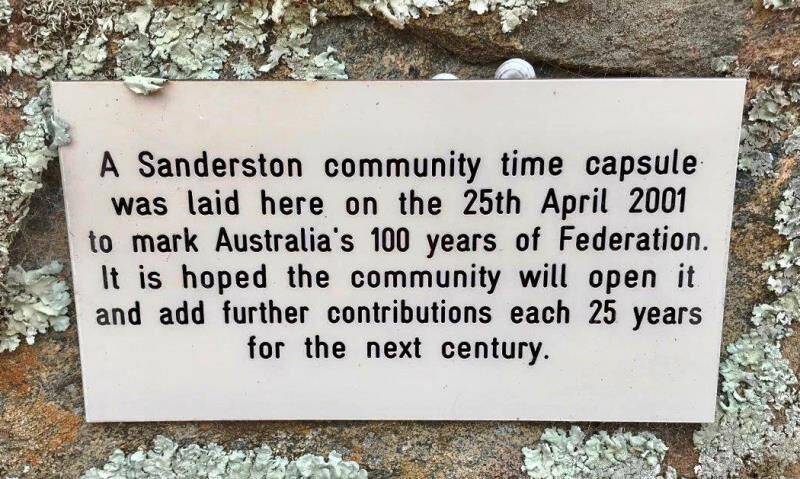 A Sanderston community time capsule
was laid here on the 25th April 2001
to mark Australia's 100 years of Federation.
It is hoped the community will open it
and add further contributions each 25 years
for the next century.